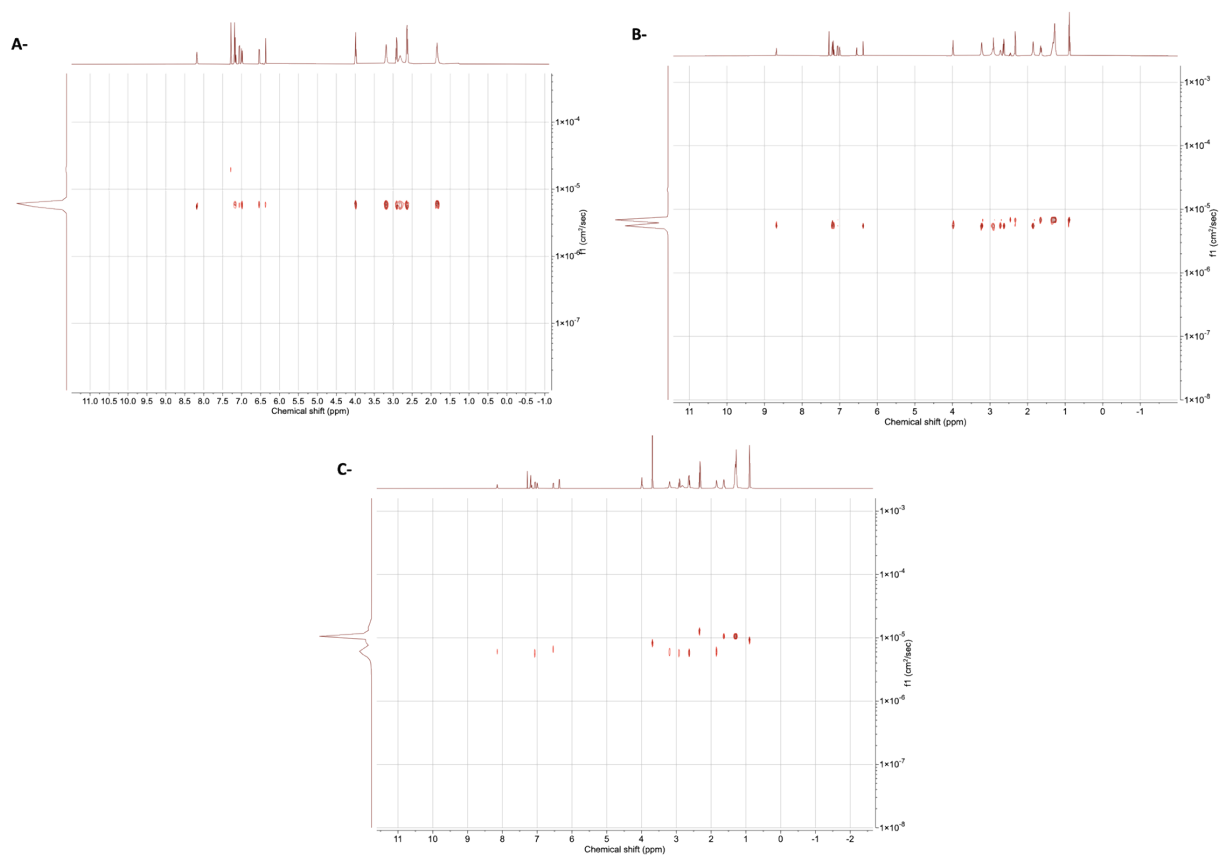 A-
1×10⁻⁴
1×10⁻⁵
1×10⁻⁶
1×10⁻⁷
f1 (cm²/sec)
11.0 10.5 10.0 9.5 9.0 8.5 8.0 7.5 7.0 6.5 6.0 5.5 5.0 4.5 4.0 3.5 3.0 2.5 2.0 1.5 1.0 0.5 0.0 -0.5 -1.0
Chemical shift (ppm)
B-
1×10⁻³
1×10⁻⁴
1×10⁻⁵
1×10⁻⁶
1×10⁻⁷
1×10⁻⁸
f1 (cm²/sec)
11 10 9 8 7 6 5 4 3 2 1 0 -1
Chemical shift (ppm)
C-
1×10⁻³
1×10⁻⁴
1×10⁻⁵
1×10⁻⁶
1×10⁻⁷
1×10⁻⁸
f1 (cm²/sec)
11 10 9 8 7 6 5 4 3 2 1 0 -1 -2
Chemical shift (ppm)